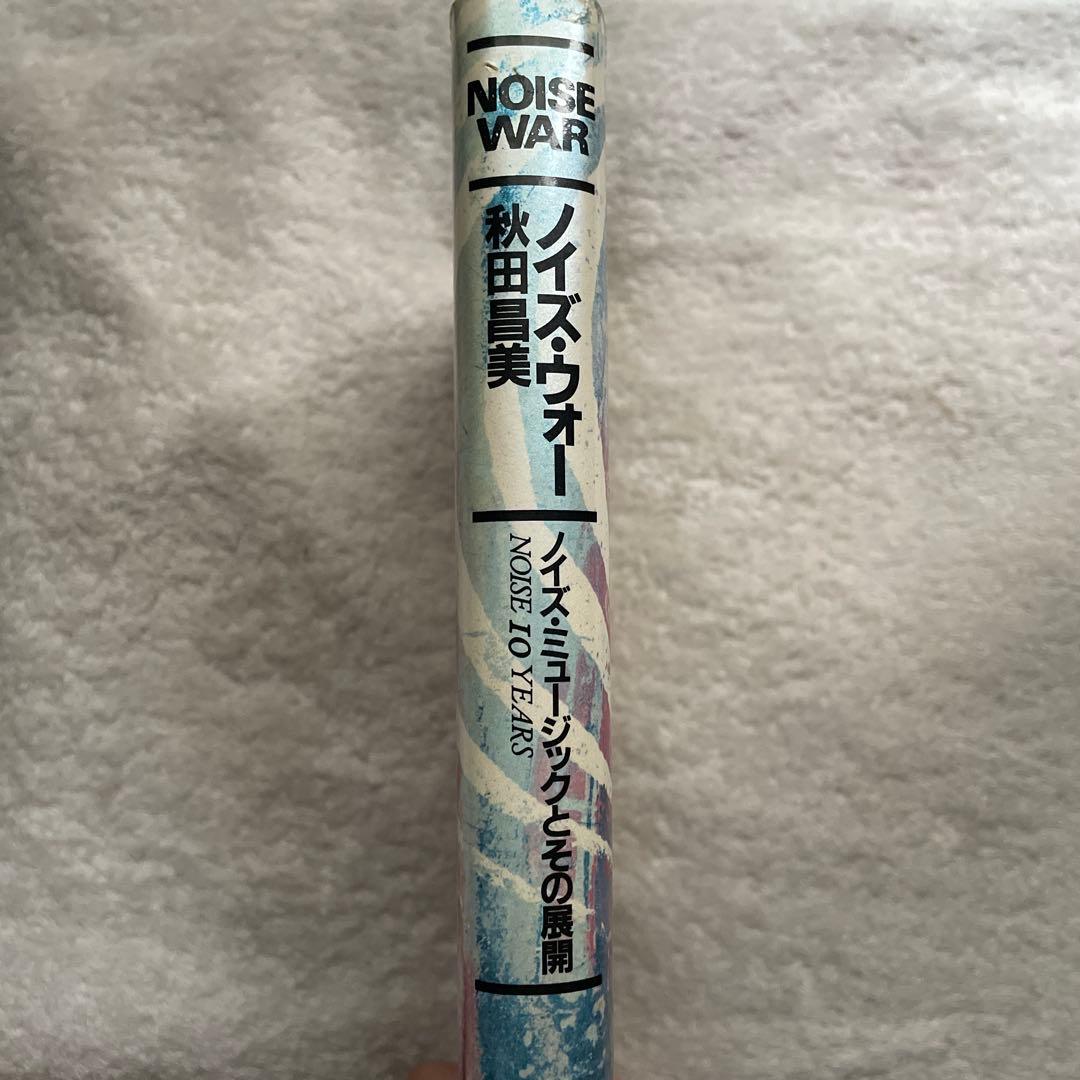 NOISE
WAR
ノイズ・ウォー
秋田昌美
ノイズ・ミュージックとその展開
NOISE 10 YEARS